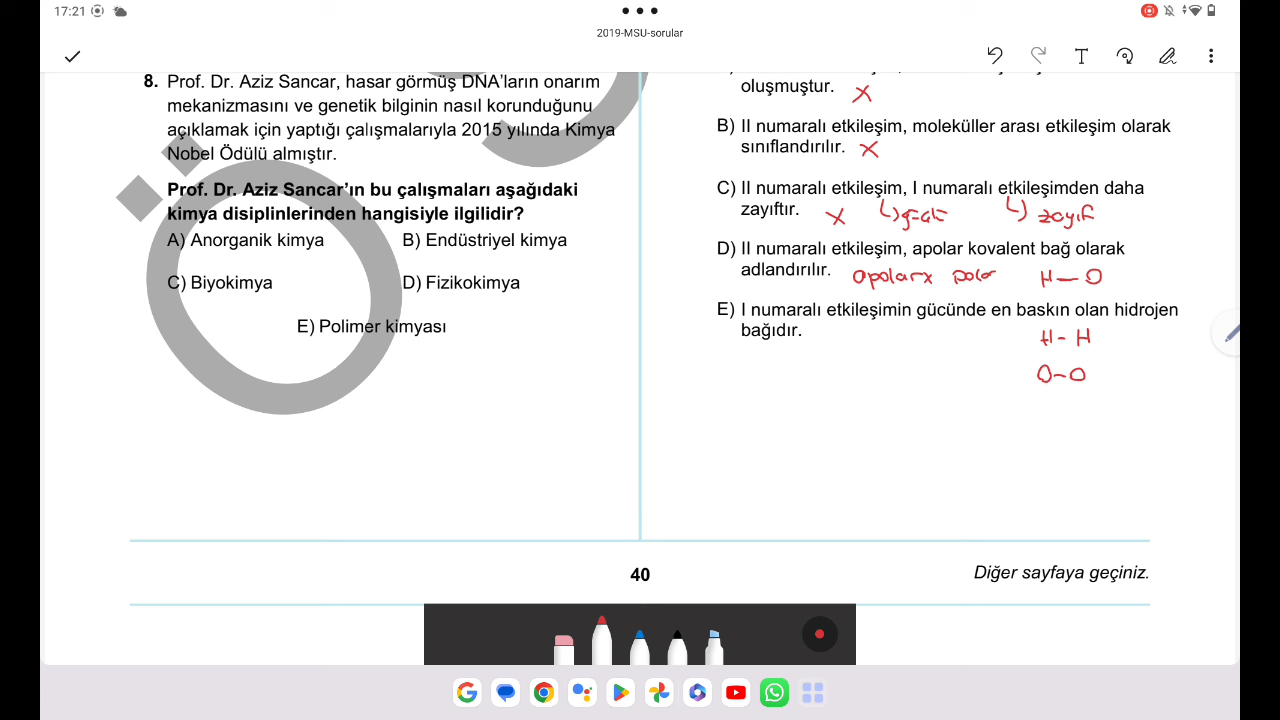 17:21
2019-MSU-sorular
8. Prof. Dr. Aziz Sancar, hasar görmüş DNA'ların onarım
mekanizmasını ve genetik bilginin nasıl korunduğunu
açıklamak için yaptığı çalışmalarıyla 2015 yılında Kimya
Nobel Ödülü almıştır.
Prof. Dr. Aziz Sancar'ın bu çalışmaları aşağıdaki
kimya disiplinlerinden hangisiyle ilgilidir?
A) Anorganik kimya B) Endüstriyel kimya
C) Biyokimya D) Fizikokimya
E) Polimer kimyası
oluşmuştur. X
B) II numaralı etkileşim, moleküller arası etkileşim olarak
sınıflandırılır. X
C) II numaralı etkileşim, I numaralı etkileşimden daha
zayıftır. X zayıf
D) II numaralı etkileşim, apolar kovalent bağ olarak
adlandırılır. apolar x polar H-O
E) I numaralı etkileşimin gücünde en baskın olan hidrojen
bağıdır.
H-H
O-O
40
Diğer sayfaya geçiniz.